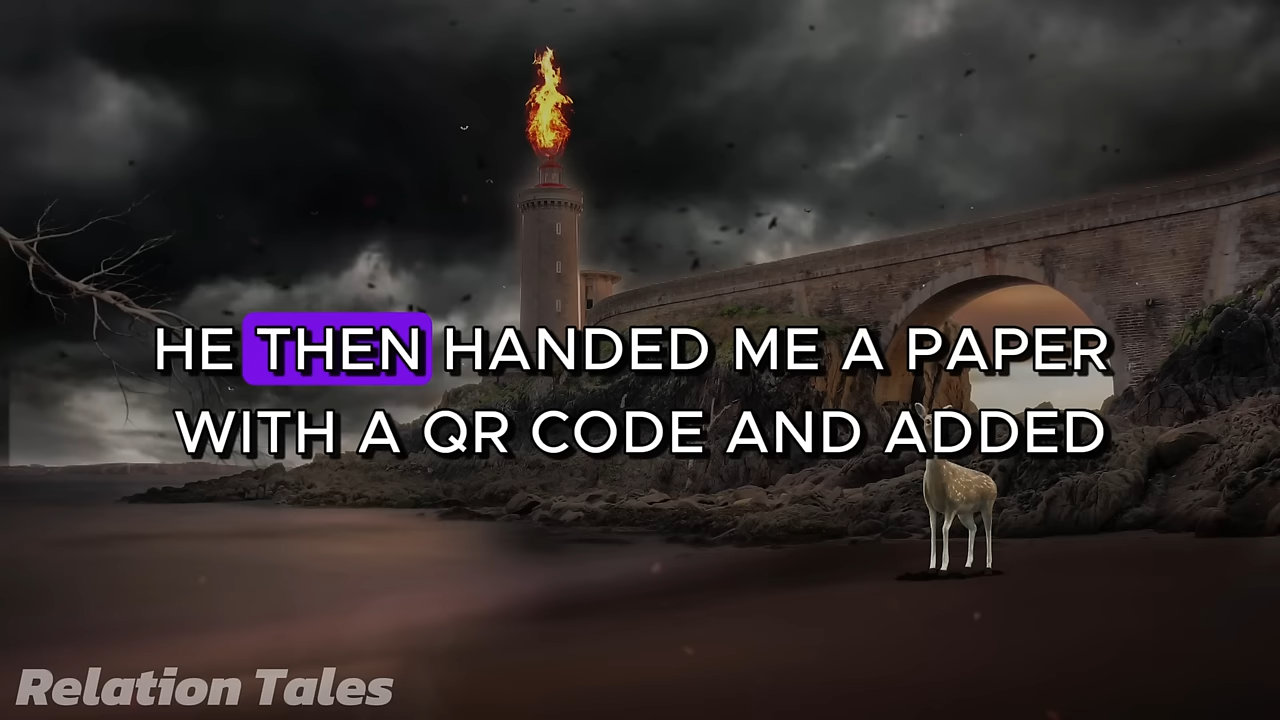 HE THEN HANDED ME A PAPER
WITH A QR CODE AND ADDED
Relation Tales